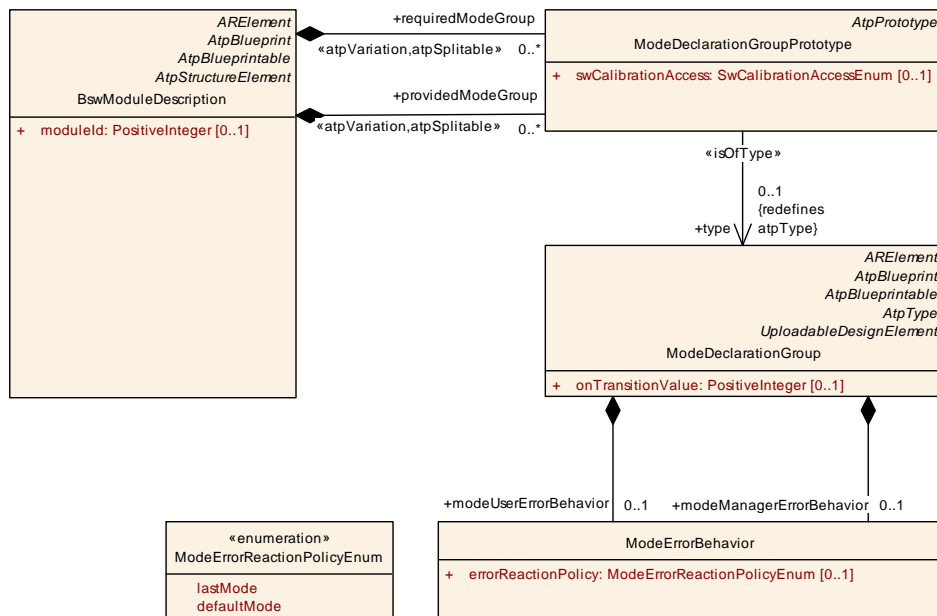 ARElement
AtpBlueprint
AtpBlueprintable
AtpStructureElement
BswModuleDescription
+ moduleId: PositiveInteger [0..1]
+requiredModeGroup
«atpVariation,atpSplitable» 0..*
+providedModeGroup
«atpVariation,atpSplitable» 0..*
AtpPrototype
ModeDeclarationGroupPrototype
+ swCalibrationAccess: SwCalibrationAccessEnum [0..1]
«isOfType»
0..1
{redefines
+type atpType}
ARElement
AtpBlueprint
AtpBlueprintable
AtpType
UploadableDesignElement
ModeDeclarationGroup
+ onTransitionValue: PositiveInteger [0..1]
+modeUserErrorBehavior 0..1
+modeManagerErrorBehavior 0..1
«enumeration»
ModeErrorReactionPolicyEnum
lastMode
defaultMode
ModeErrorBehavior
+ errorReactionPolicy: ModeErrorReactionPolicyEnum [0..1]